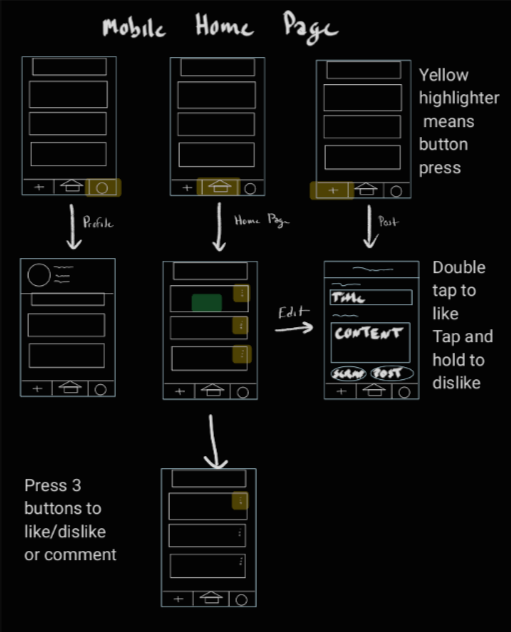 Mobile Home Page
Yellow
highlighter
means
button
press
Profile
Home Page
Post
Edit
TITLE
CONTENT
POST
Double
tap to
like
Tap and
hold to
dislike
Press 3
buttons to
like/dislike
or comment